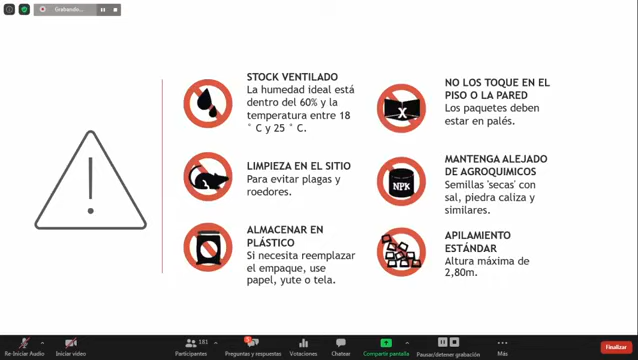 Grabando...
STOCK VENTILADO
La humedad ideal está
dentro del 60% y la
temperatura entre 18
° C y 25 ° C.
LIMPIEZA EN EL SITIO
Para evitar plagas y
roedores.
ALMACENAR EN
PLÁSTICO
Si necesita reemplazar
el empaque, use
papel, yute o tela.
NO LOS TOQUE EN EL
PISO O LA PARED
Los paquetes deben
estar en palés.
X
MANTENGA ALEJADO
DE AGROQUIMICOS
Semillas 'secas' con
sal, piedra caliza y
similares.
NPK
APILAMIENTO
ESTÁNDAR
Altura máxima de
2,80m.
Re-Iniciar Audio
Iniciar video
181
Participantes
Preguntas y respuestas
Votaciones
Chatear
Compartir pantalla
Pausar/detener grabación
Más
Finalizar